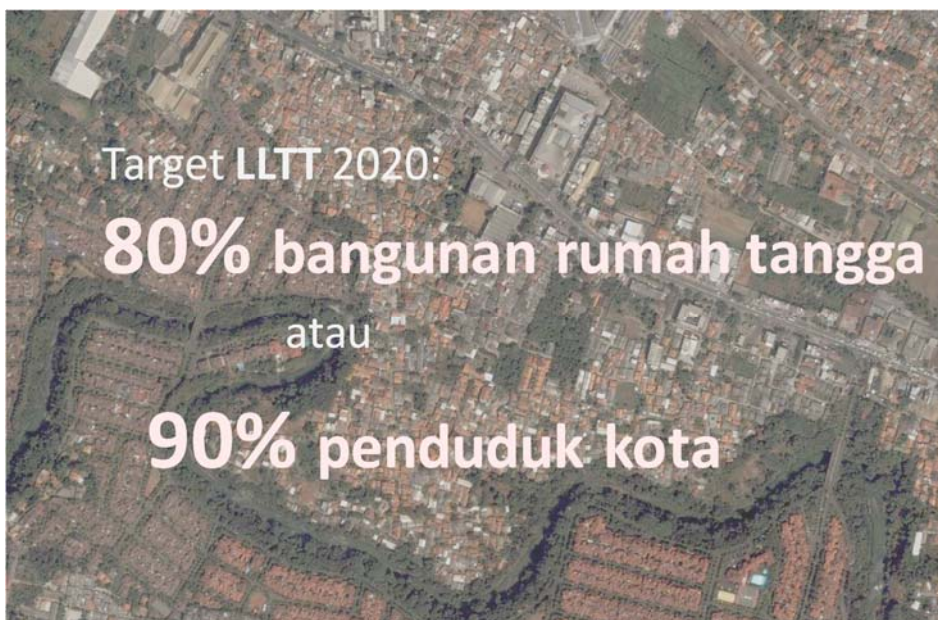 Target LLTT 2020:
80% bangunan rumah tangga
atau
90% penduduk kota